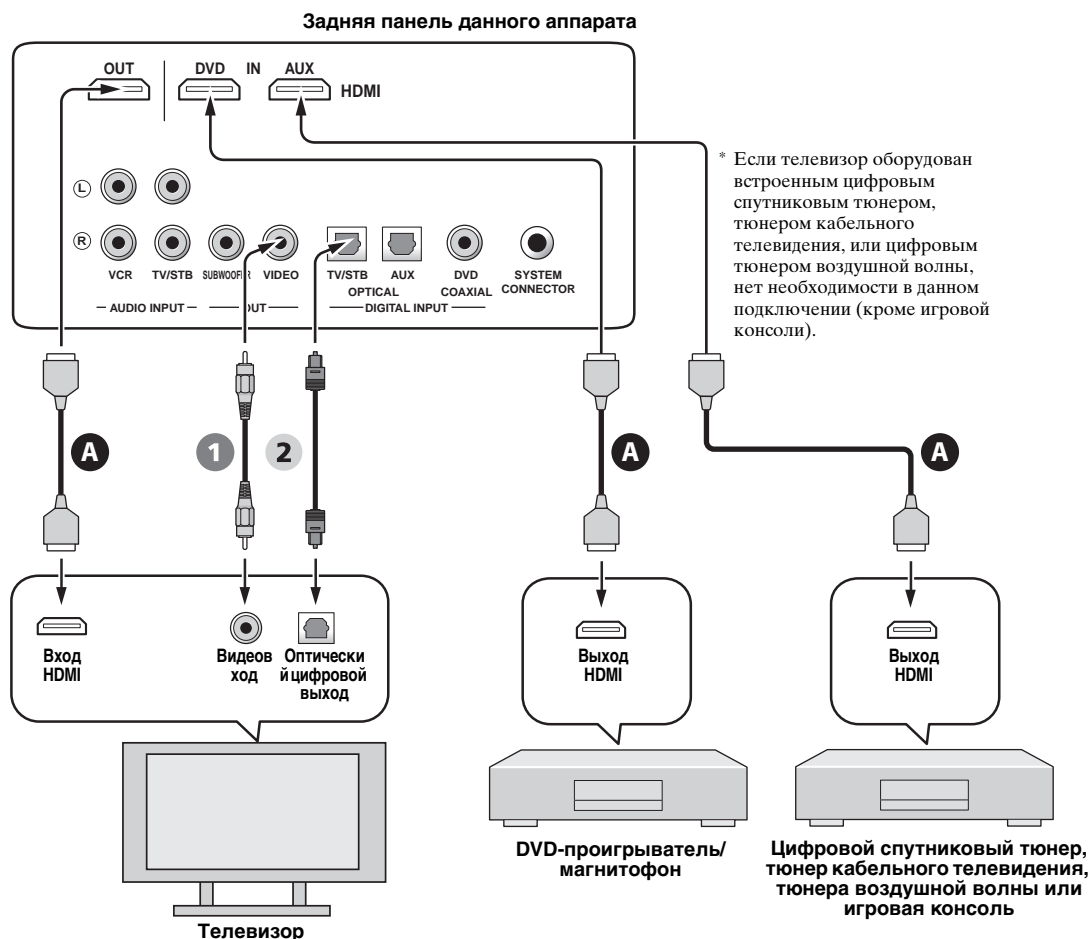 Задняя панель данного аппарата
OUT DVD IN AUX
HDMI
* Если телевизор оборудован
встроенным цифровым
спутниковым тюнером,
тюнером кабельного
телевидения, или цифровым
тюнером воздушной волны,
нет необходимости в данном
подключении (кроме игровой
консоли).
L
R
VCR TV/STB SUBWOOFER VIDEO TV/STB AUX DVD SYSTEM
OPTICAL COAXIAL CONNECTOR
AUDIO INPUT OUT DIGITAL INPUT
A 1 2 A A
Вход
HDMI
Видеов
ход
Оптически
й цифровой
выход
Выход
HDMI
Выход
HDMI
Телевизор
DVD-проигрыватель/
магнитофон
Цифровой спутниковый тюнер,
тюнер кабельного телевидения,
тюнера воздушной волны или
игровая консоль